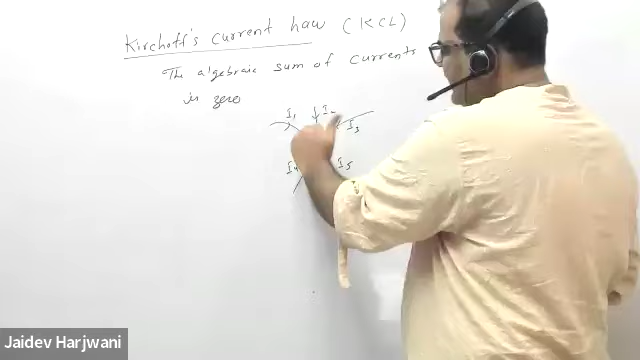 Kirchoff's Current Law (KCL)
The algebraic sum of currents
is zero
I1 I2
I3
I4 I5
Jaidev Harjwani